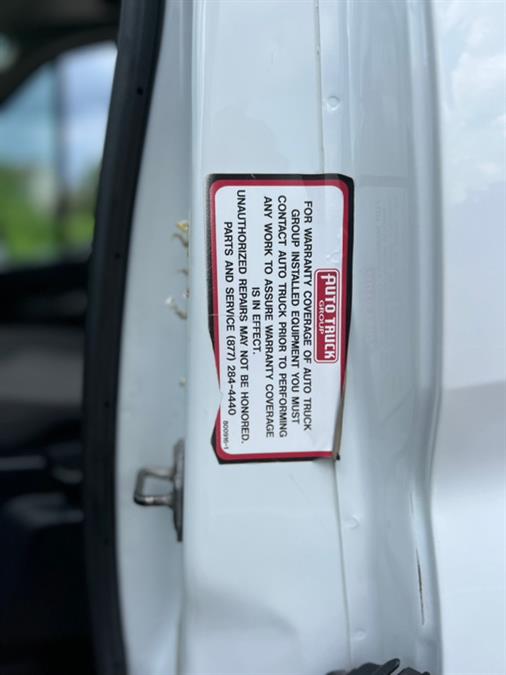 AUTO TRUCK
GROUP
FOR WARRANTY COVERAGE OF AUTO TRUCK
GROUP INSTALLED EQUIPMENT YOU MUST
CONTACT AUTO TRUCK PRIOR TO PERFORMING
ANY WORK TO ASSURE WARRANTY COVERAGE
IS IN EFFECT.
UNAUTHORIZED REPAIRS MAY NOT BE HONORED.
PARTS AND SERVICE (877) 284-4440
800916-1